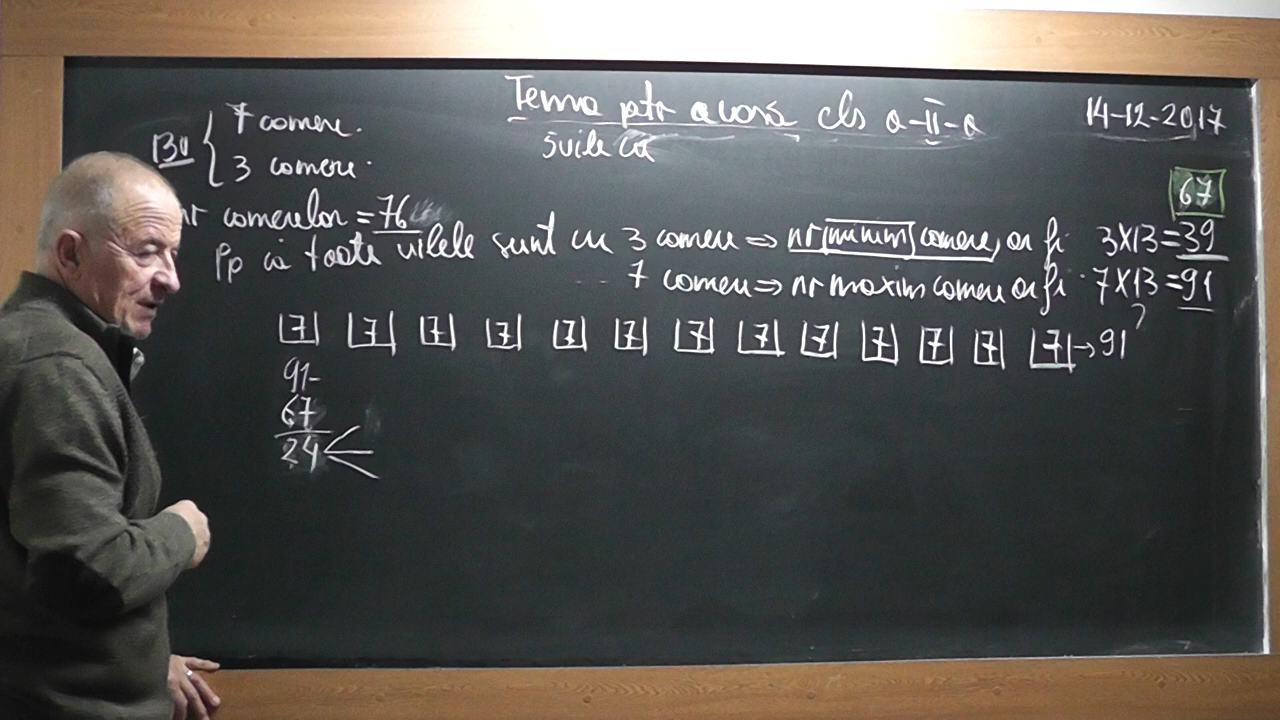 Tema ptr acasă cls a-II-a
14-12-2017
suile cu
7 camere.
13v
3 camere.
67
nr camerelor = 76
Pp că toate vilele sunt cu 3 camere ⇒ nr minim camere, ar fi 3X13=39
7 camere ⇒ nr maxim camere ar fi 7X13=91
7 7 7 7 7 7 7 7 7 7 7 7 7 → 91 ?
91-
67
24